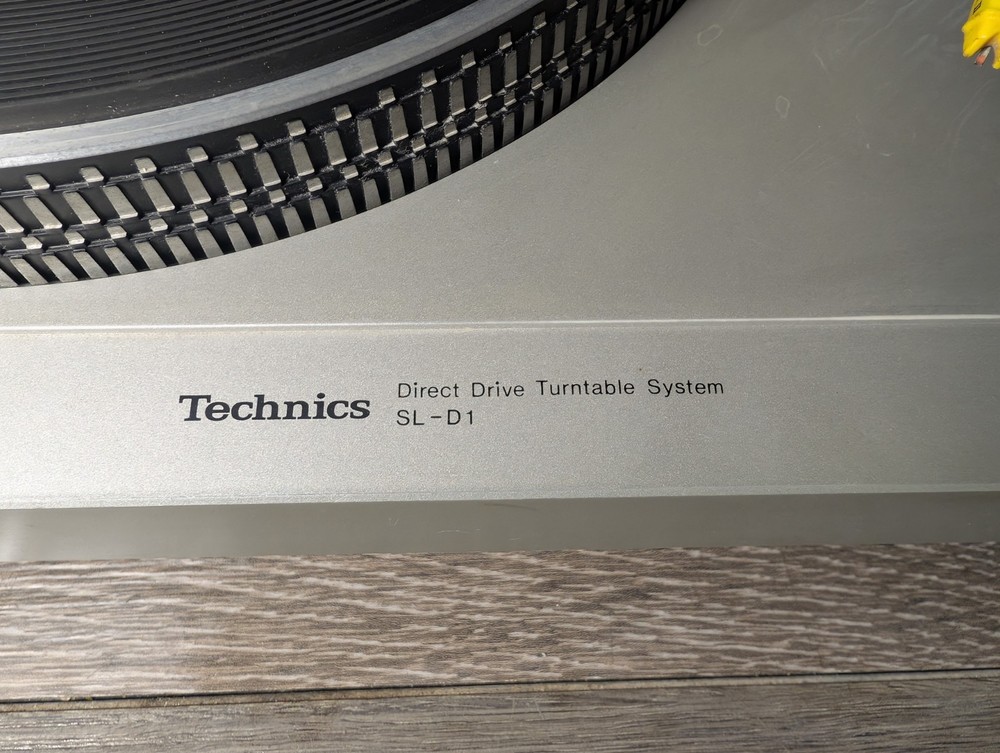 Technics
Direct Drive Turntable System
SL-D1